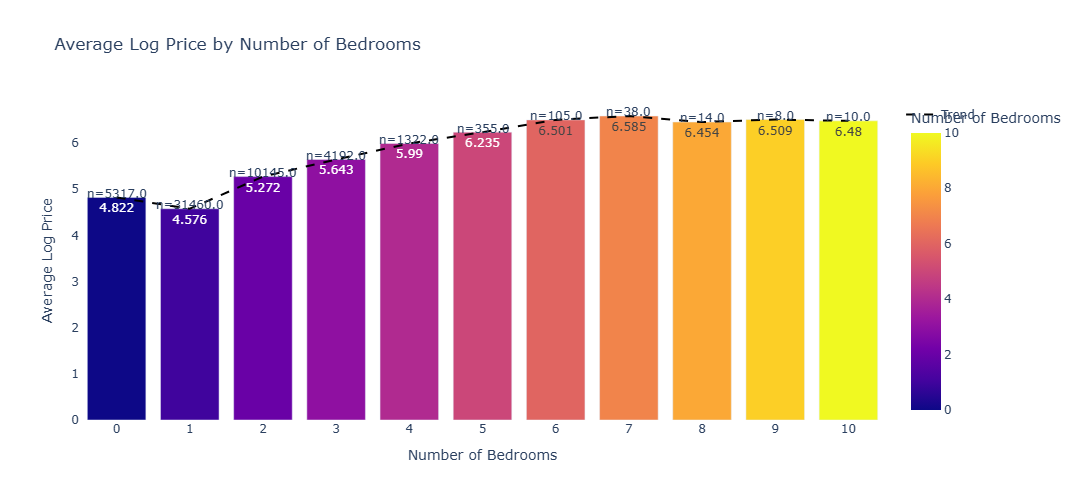 Average Log Price by Number of Bedrooms
Average Log Price
6
5
4
3
2
1
0
n=5317.0
4.822
n=31460.0
4.576
n=10145.0
5.272
n=4192.0
5.643
n=1322.0
5.99
n=355.0
6.235
n=105.0
6.501
n=38.0
6.585
n=14.0
6.454
n=8.0
6.509
n=10.0
6.48
0 1 2 3 4 5 6 7 8 9 10
Number of Bedrooms
Trend
Number of Bedrooms
10
8
6
4
2
0